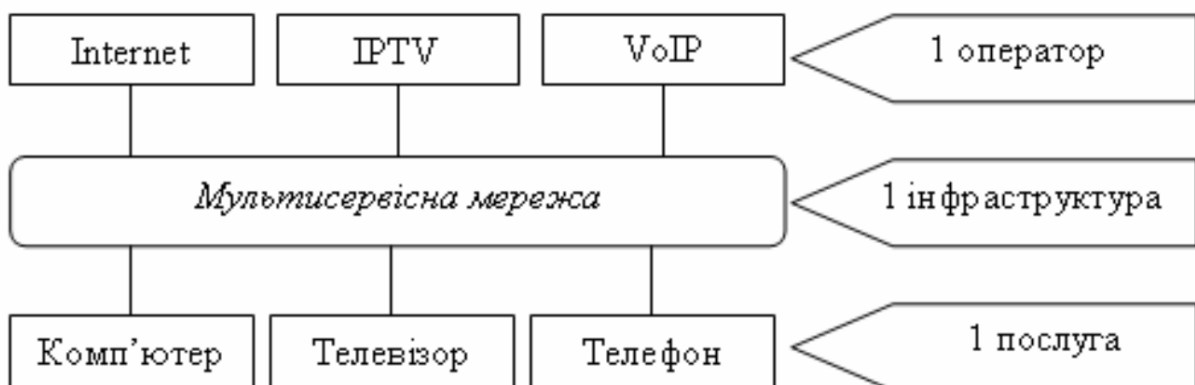 Internet
IPTV
VoIP
1 оператор
Мультисервісна мережа
1 інфраструктура
Комп’ютер
Телевізор
Телефон
1 послуга